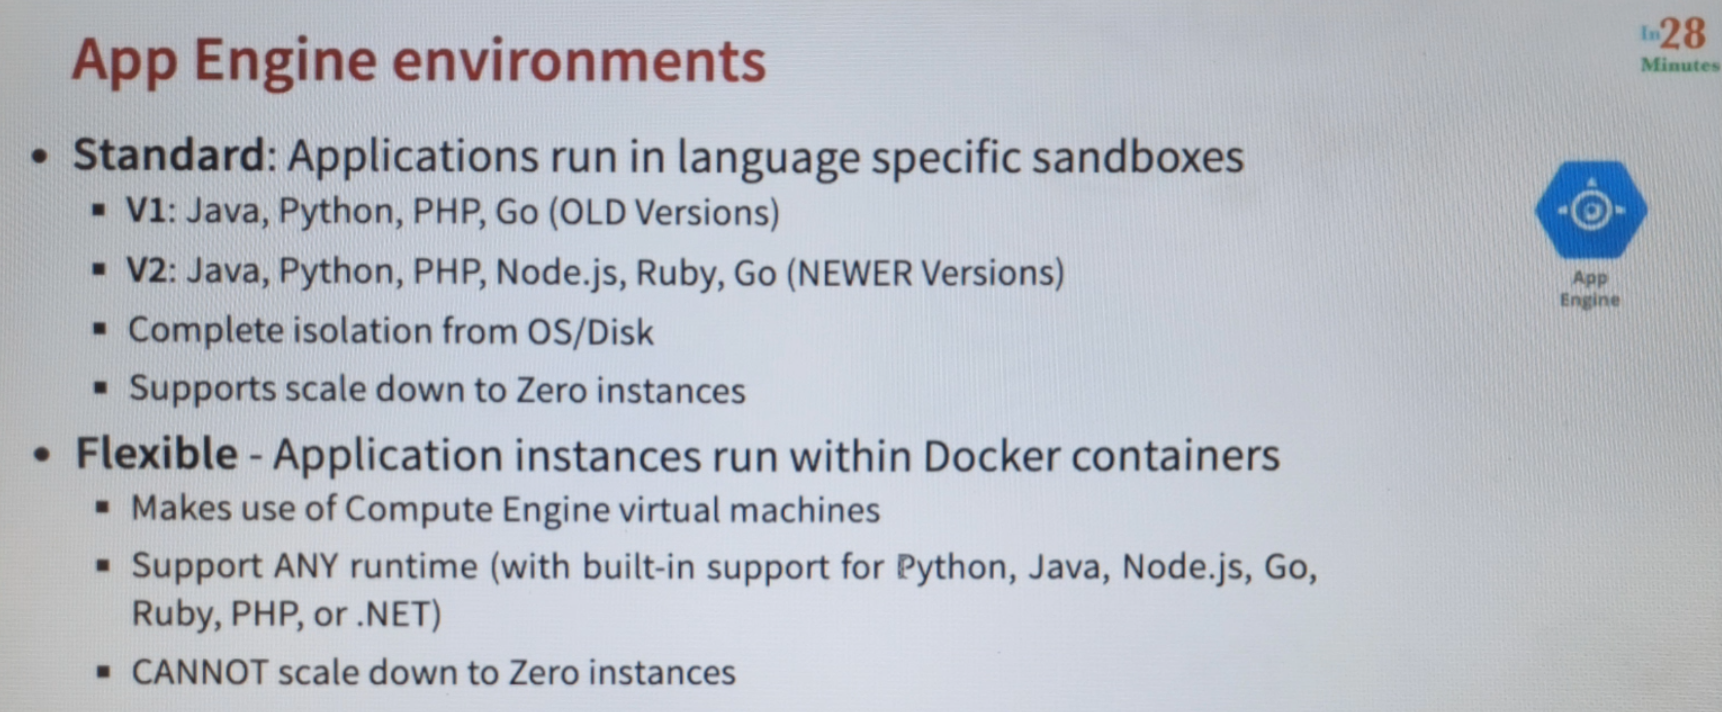 App Engine environments
In28
Minutes
• Standard: Applications run in language specific sandboxes
▪ V1: Java, Python, PHP, Go (OLD Versions)
▪ V2: Java, Python, PHP, Node.js, Ruby, Go (NEWER Versions)
▪ Complete isolation from OS/Disk
▪ Supports scale down to Zero instances
App
Engine
• Flexible - Application instances run within Docker containers
▪ Makes use of Compute Engine virtual machines
▪ Support ANY runtime (with built-in support for Python, Java, Node.js, Go,
Ruby, PHP, or .NET)
▪ CANNOT scale down to Zero instances